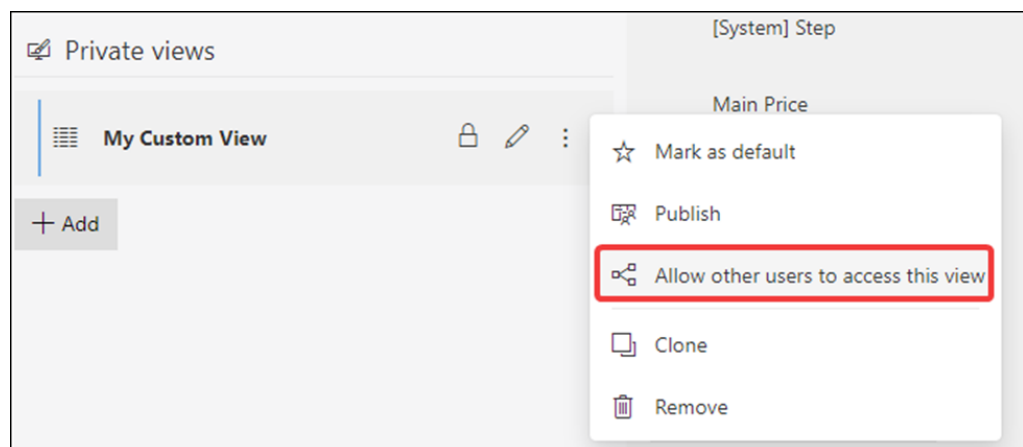 Private views
[System] Step
Main Price
My Custom View
Add
Mark as default
Publish
Allow other users to access this view
Clone
Remove